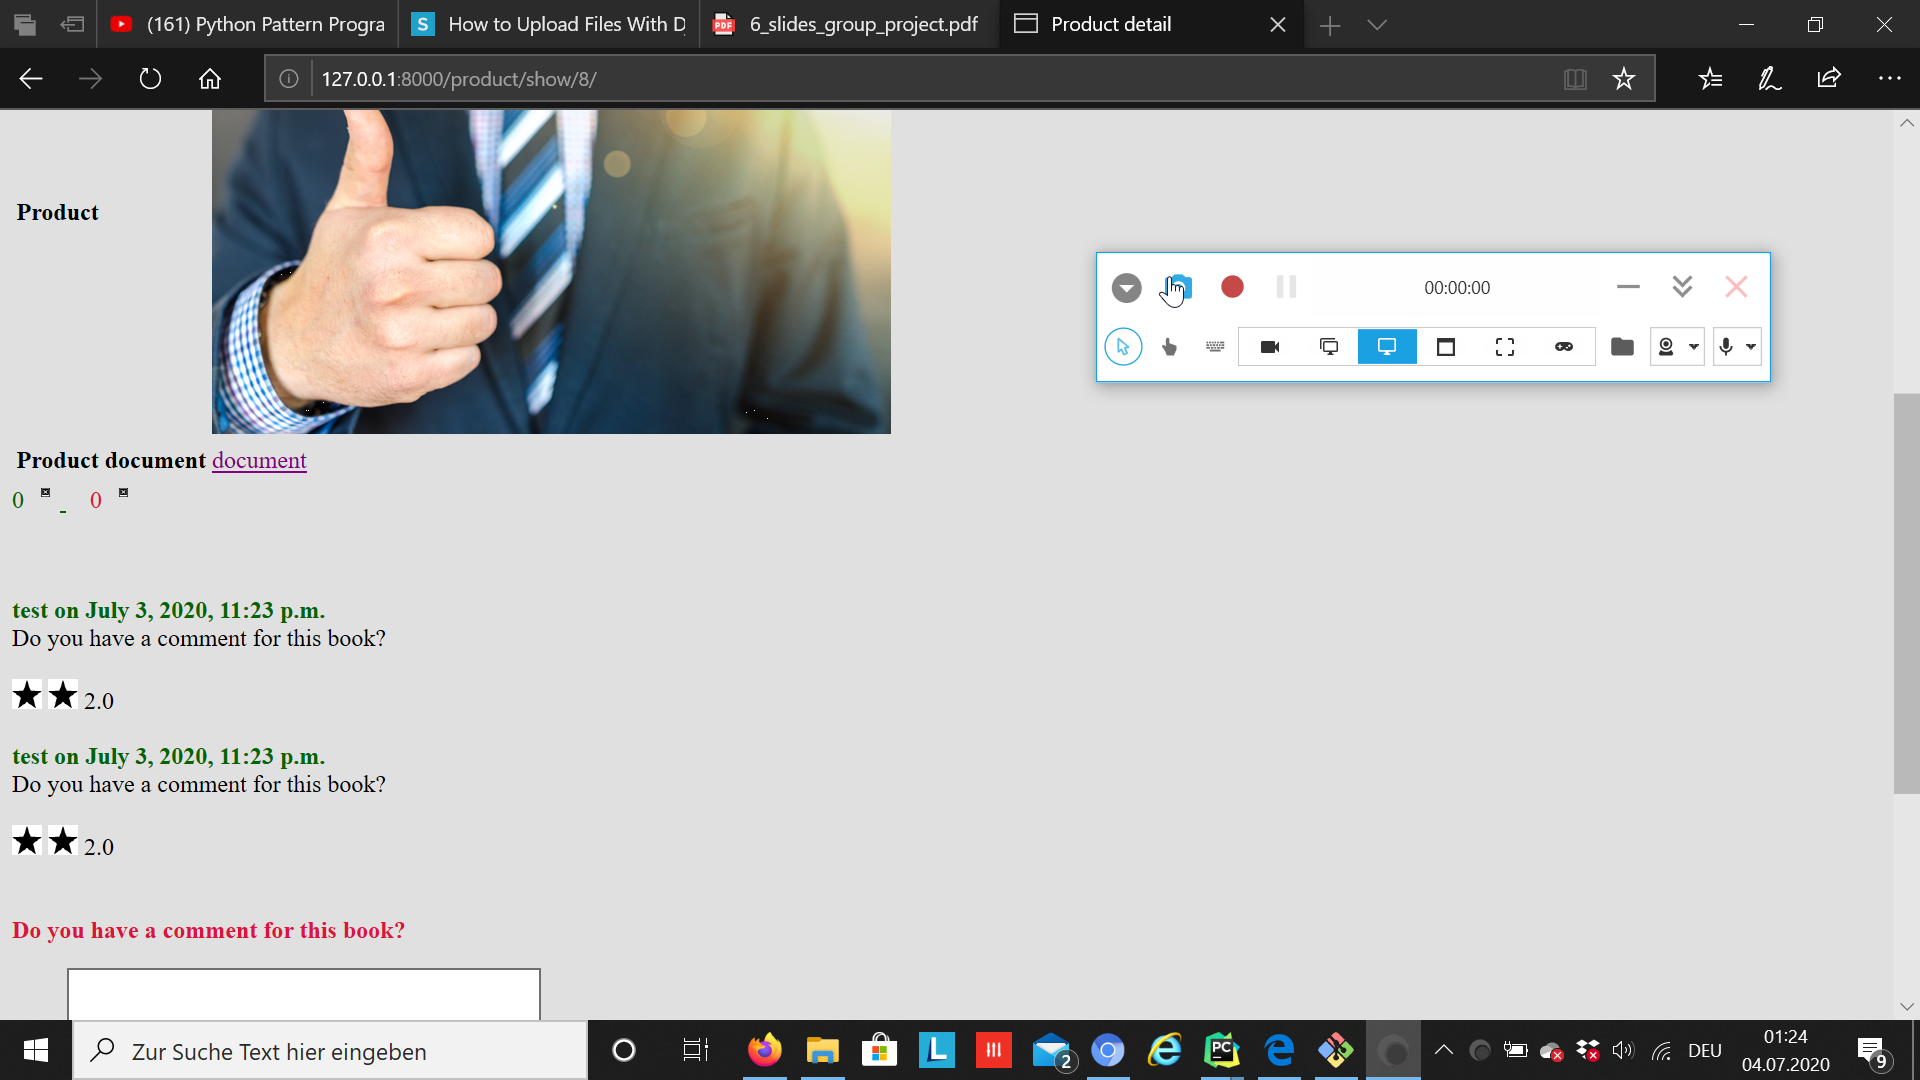 (161) Python Pattern Progra
How to Upload Files With D
6_slides_group_project.pdf
Product detail
127.0.0.1:8000/product/show/8/
Product
00:00:00
Product document document
0 0
test on July 3, 2020, 11:23 p.m.
Do you have a comment for this book?
2.0
test on July 3, 2020, 11:23 p.m.
Do you have a comment for this book?
2.0
Do you have a comment for this book?
Zur Suche Text hier eingeben
2
DEU
01:24
04.07.2020
9